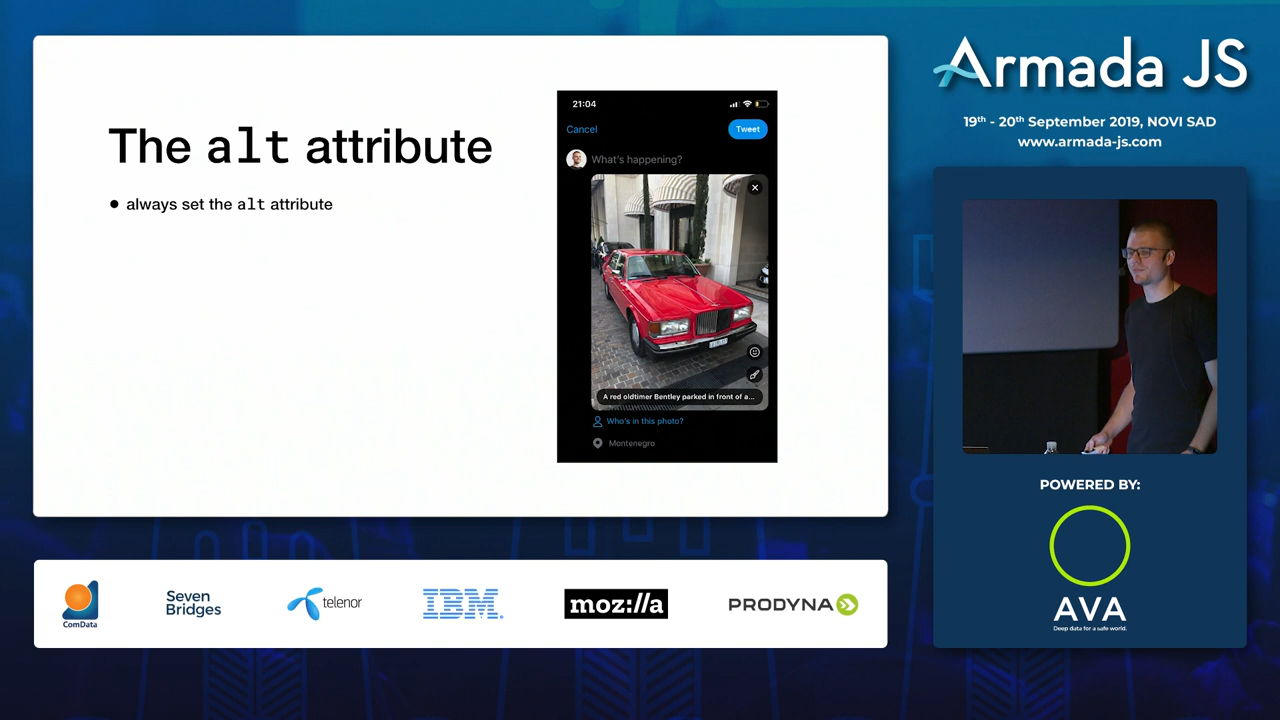 The alt attribute
always set the alt attribute
21:04
Cancel
Tweet
What's happening?
A red oldtimer Bentley parked in front of a...
Who's in this photo?
Montenegro
Armada JS
19th - 20th September 2019, NOVI SAD
www.armada-js.com
POWERED BY:
AVA
Deep data for a safe world.
ComData
Seven
Bridges
telenor
IBM
moz://a
PRODYNA